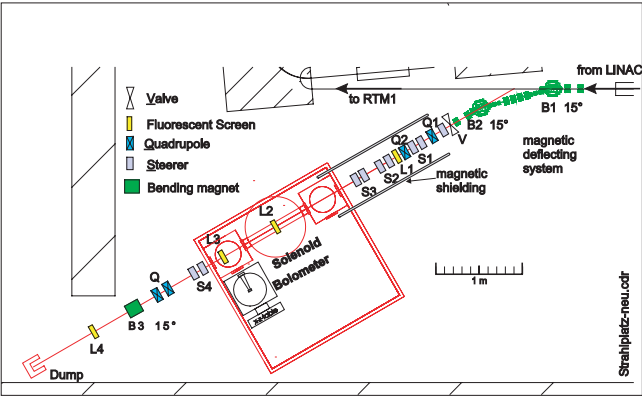 from LINAC
to RTM1
B1 15°
B2 15°
V
Q1
Q2
S1
L1
S2
S3
magnetic
deflecting
system
magnetic
shielding
Valve
Fluorescent Screen
Quadrupole
Steerer
Bending magnet
L2
L3
Solenoid
Bolometer
S4
Q
B3 15°
L4
Dump
1 m
Strahlplatz-neu.cdr